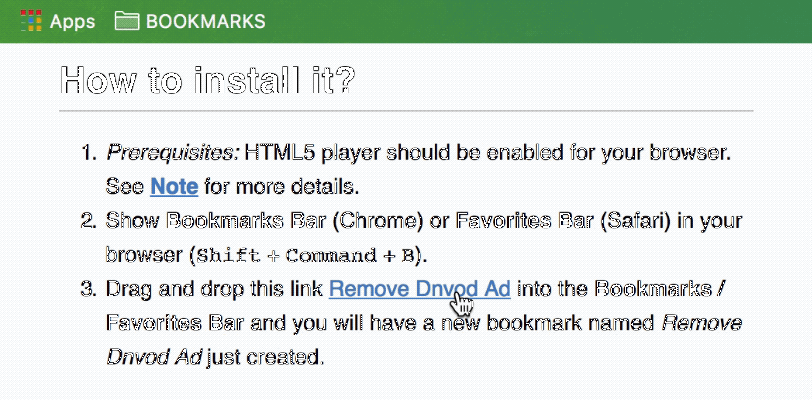 Apps BOOKMARKS
How to install it?
1. Prerequisites: HTML5 player should be enabled for your browser.
See Note for more details.
2. Show Bookmarks Bar (Chrome) or Favorites Bar (Safari) in your
browser (Shift + Command + B).
3. Drag and drop this link Remove Dnvod Ad into the Bookmarks /
Favorites Bar and you will have a new bookmark named Remove
Dnvod Ad just created.